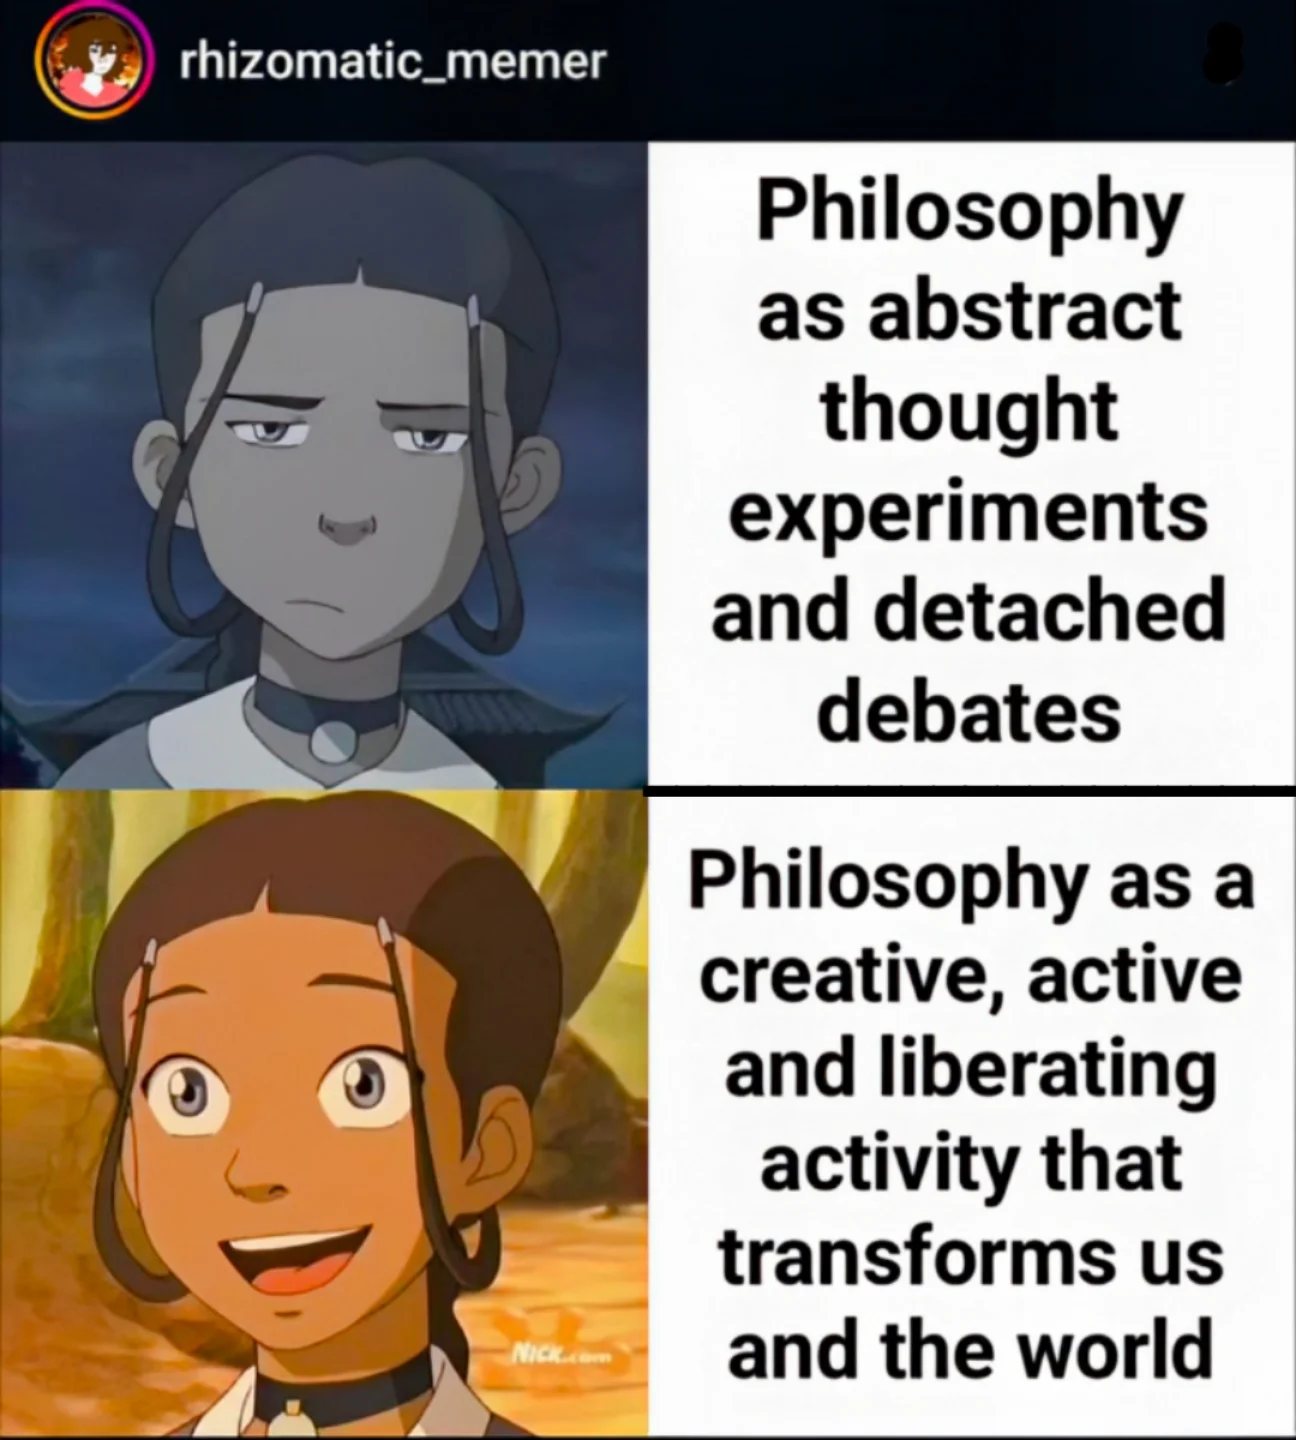 rhizomatic_memer
Philosophy
as abstract
thought
experiments
and detached
debates
Philosophy as a
creative, active
and liberating
activity that
transforms us
and the world
NICK.com